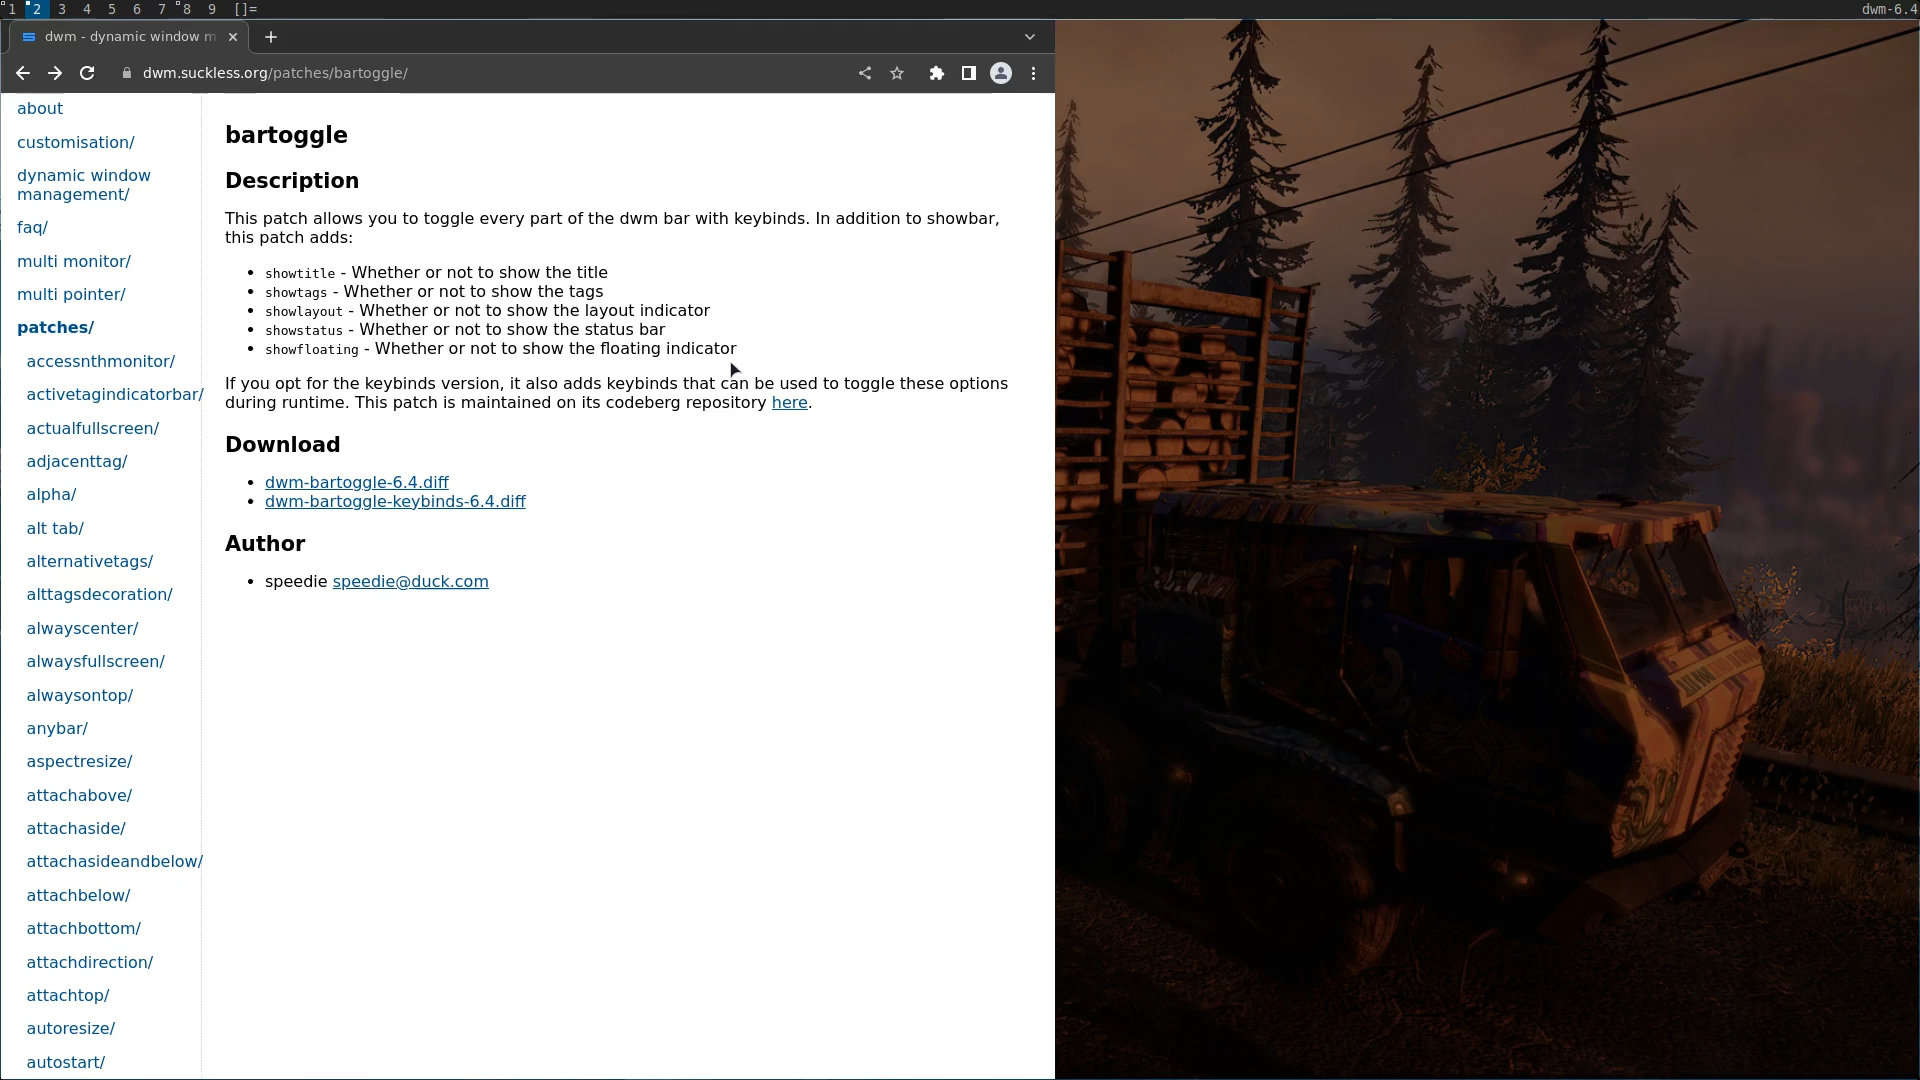 1 2 3 4 5 6 7 8 9 []= dwm-6.4
dwm - dynamic window m
dwm.suckless.org/patches/bartoggle/
about
customisation/
dynamic window
management/
faq/
multi monitor/
multi pointer/
patches/
accessnthmonitor/
activetagindicatorbar/
actualfullscreen/
adjacenttag/
alpha/
alt tab/
alternativetags/
alttagsdecoration/
alwayscenter/
alwaysfullscreen/
alwaysontop/
anybar/
aspectresize/
attachabove/
attachaside/
attachasideandbelow/
attachbelow/
attachbottom/
attachdirection/
attachtop/
autoresize/
autostart/
bartoggle
Description
This patch allows you to toggle every part of the dwm bar with keybinds. In addition to showbar,
this patch adds:
• showtitle - Whether or not to show the title
• showtags - Whether or not to show the tags
• showlayout - Whether or not to show the layout indicator
• showstatus - Whether or not to show the status bar
• showfloating - Whether or not to show the floating indicator
If you opt for the keybinds version, it also adds keybinds that can be used to toggle these options
during runtime. This patch is maintained on its codeberg repository here.
Download
• dwm-bartoggle-6.4.diff
• dwm-bartoggle-keybinds-6.4.diff
Author
• speedie speedie@duck.com